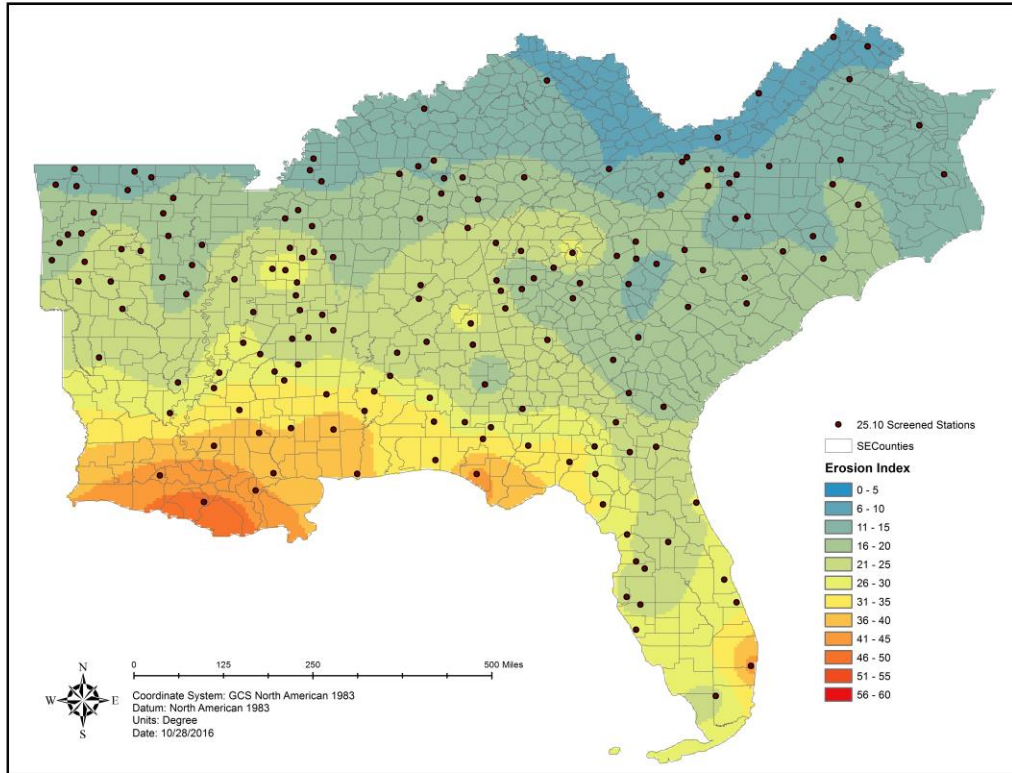 25.10 Screened Stations
SECounties
Erosion Index
0 - 5
6 - 10
11 - 15
16 - 20
21 - 25
26 - 30
31 - 35
36 - 40
41 - 45
46 - 50
51 - 55
56 - 60
N
W E
S
0 125 250 500 Miles
Coordinate System: GCS North American 1983
Datum: North American 1983
Units: Degree
Date: 10/28/2016